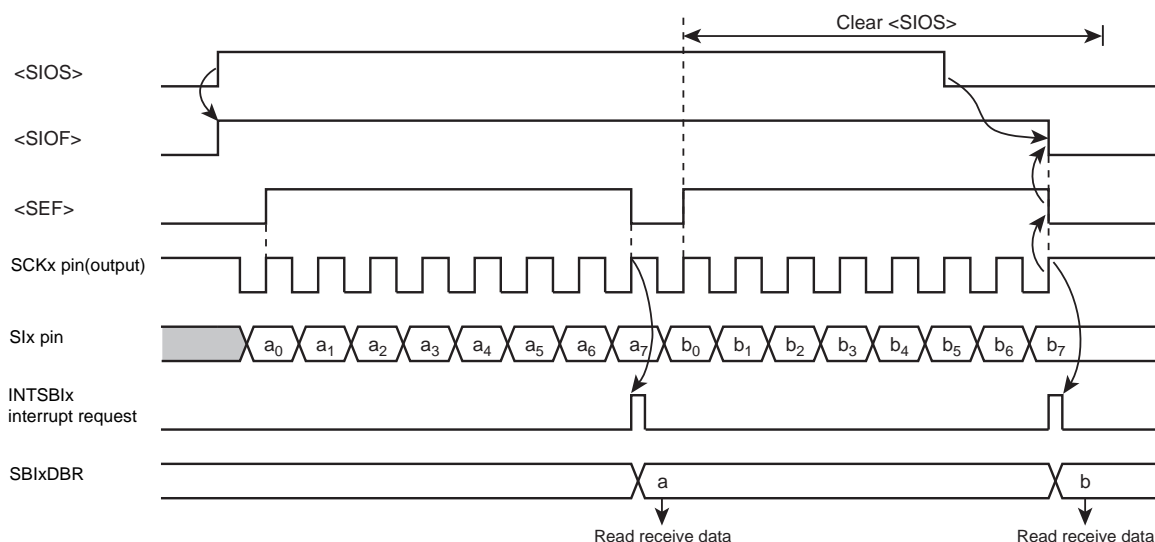 Clear <SIOS>
<SIOS>
<SIOF>
<SEF>
SCKx pin(output)
SIx pin
a0 a1 a2 a3 a4 a5 a6 a7 b0 b1 b2 b3 b4 b5 b6 b7
INTSBIx
interrupt request
SBIxDBR
a b
Read receive data Read receive data